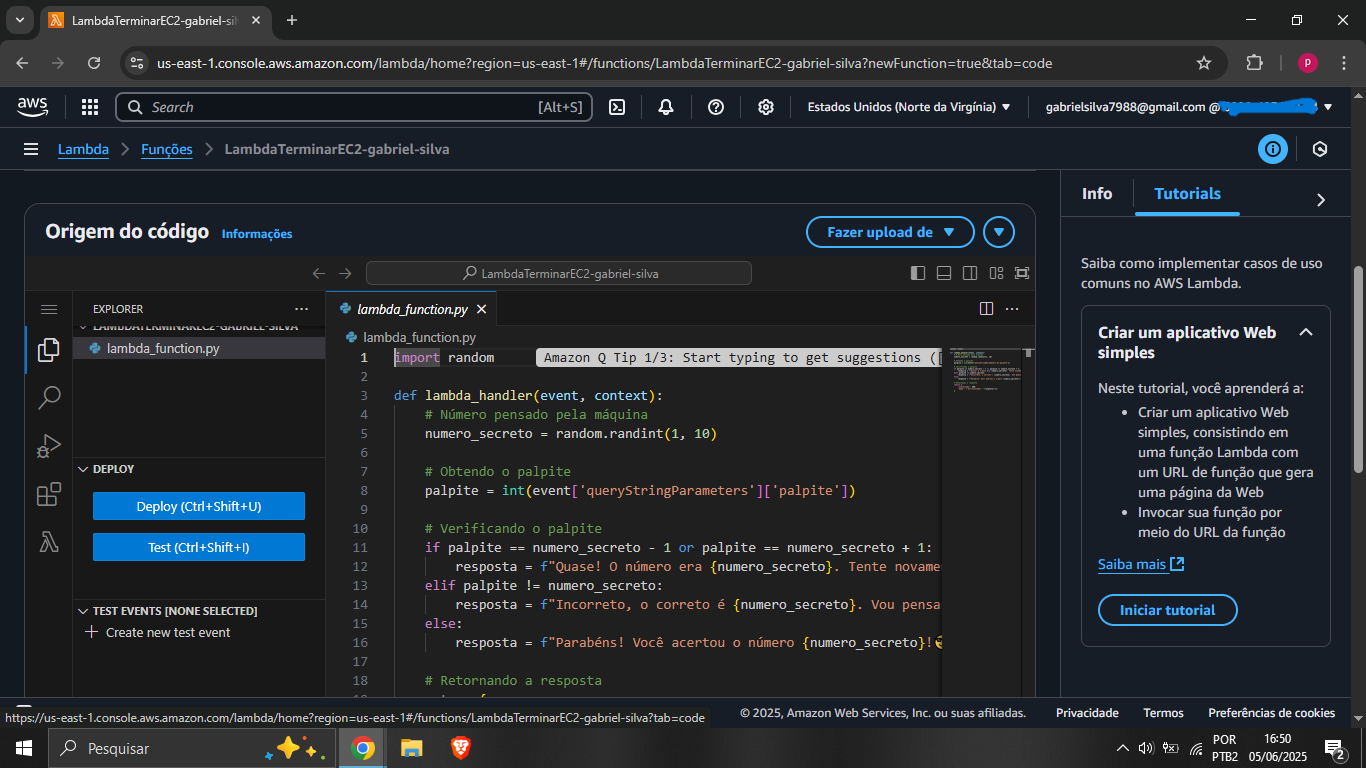 LambdaTerminarEC2-gabriel-sil
us-east-1.console.aws.amazon.com/lambda/home?region=us-east-1#/functions/LambdaTerminarEC2-gabriel-silva?newFunction=true&tab=code
p
aws
Search [Alt+S]
Estados Unidos (Norte da Virgínia)
gabrielsilva7988@gmail.com @
Lambda
Funções
LambdaTerminarEC2-gabriel-silva
Info
Tutorials
Origem do código Informações
Fazer upload de
LambdaTerminarEC2-gabriel-silva
EXPLORER
LAMBDATERMINAREC2-GABRIEL-SILVA
lambda_function.py
DEPLOY
Deploy (Ctrl+Shift+U)
Test (Ctrl+Shift+I)
TEST EVENTS [NONE SELECTED]
Create new test event
lambda_function.py
lambda_function.py
1 import random Amazon Q Tip 1/3: Start typing to get suggestions ([
2
3 def lambda_handler(event, context):
4 # Número pensado pela máquina
5 numero_secreto = random.randint(1, 10)
6
7 # Obtendo o palpite
8 palpite = int(event['queryStringParameters']['palpite'])
9
10 # Verificando o palpite
11 if palpite == numero_secreto - 1 or palpite == numero_secreto + 1:
12 resposta = f"Quase! O número era {numero_secreto}. Tente novame
13 elif palpite != numero_secreto:
14 resposta = f"Incorreto, o correto é {numero_secreto}. Vou pensa
15 else:
16 resposta = f"Parabéns! Você acertou o número {numero_secreto}!
17
18 # Retornando a resposta
Saiba como implementar casos de uso
comuns no AWS Lambda.
Criar um aplicativo Web
simples
Neste tutorial, você aprenderá a:
• Criar um aplicativo Web
simples, consistindo em
uma função Lambda com
um URL de função que gera
uma página da Web
• Invocar sua função por
meio do URL da função
Saiba mais
Iniciar tutorial
https://us-east-1.console.aws.amazon.com/lambda/home?region=us-east-1#/functions/LambdaTerminarEC2-gabriel-silva?tab=code
© 2025, Amazon Web Services, Inc. ou suas afiliadas.
Privacidade
Termos
Preferências de cookies
Pesquisar
POR
PTB2
16:50
05/06/2025
2